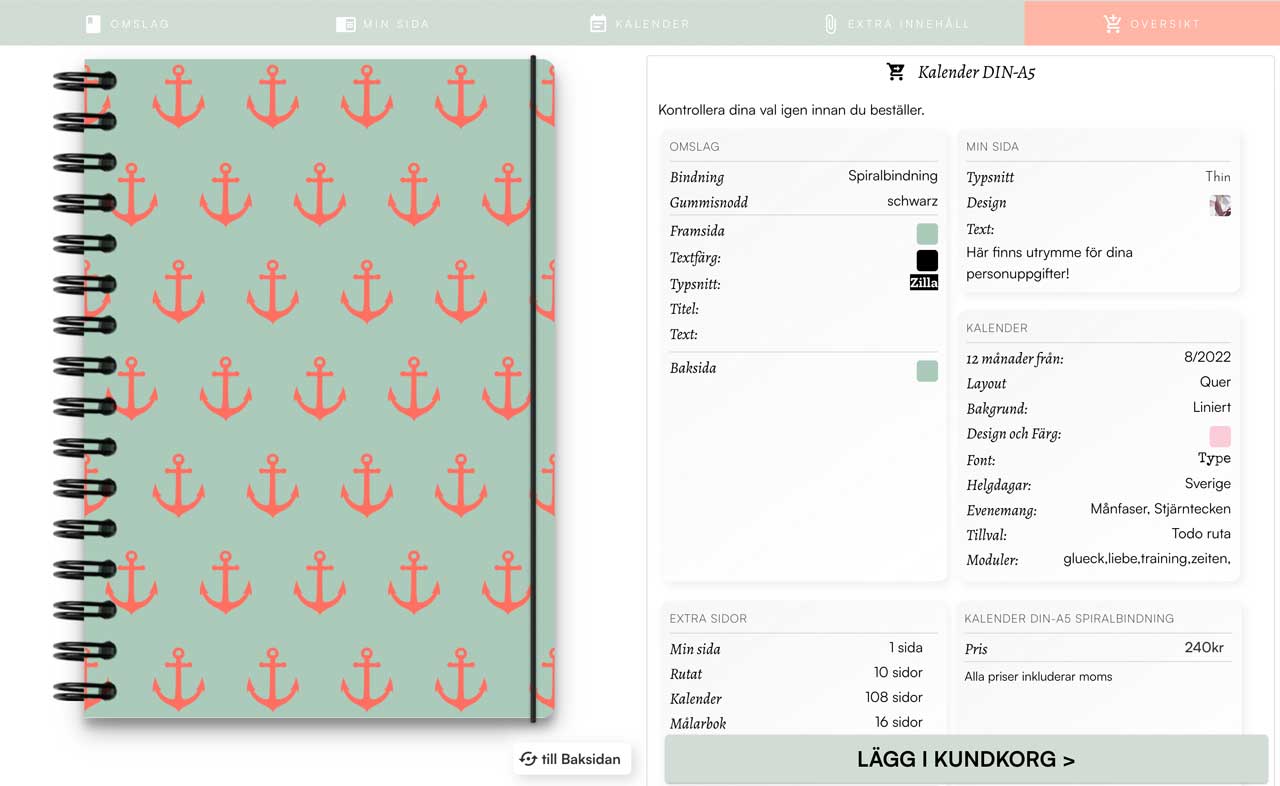 OMSLAG
MIN SIDA
KALENDER
EXTRA INNEHÅLL
ÖVERSIKT
Kalender DIN-A5
Kontrollera dina val igen innan du beställer.
OMSLAG
Bindning Spiralbindning
Gummisnodd schwarz
Framsida
Textfärg:
Typsnitt: Zilla
Titel:
Text:
Baksida
MIN SIDA
Typsnitt Thin
Design
Text:
Här finns utrymme för dina
personuppgifter!
KALENDER
12 månader från: 8/2022
Layout Quer
Bakgrund: Liniert
Design och Färg:
Font: Type
Helgdagar: Sverige
Evenemang: Månfaser, Stjärntecken
Tillval: Todo ruta
Moduler: glueck,liebe,training,zeiten,
EXTRA SIDOR
Min sida 1 sida
Rutat 10 sidor
Kalender 108 sidor
Målarbok 16 sidor
KALENDER DIN-A5 SPIRALBINDNING
Pris 240kr
Alla priser inkluderar moms
till Baksidan
LÄGG I KUNDKORG >